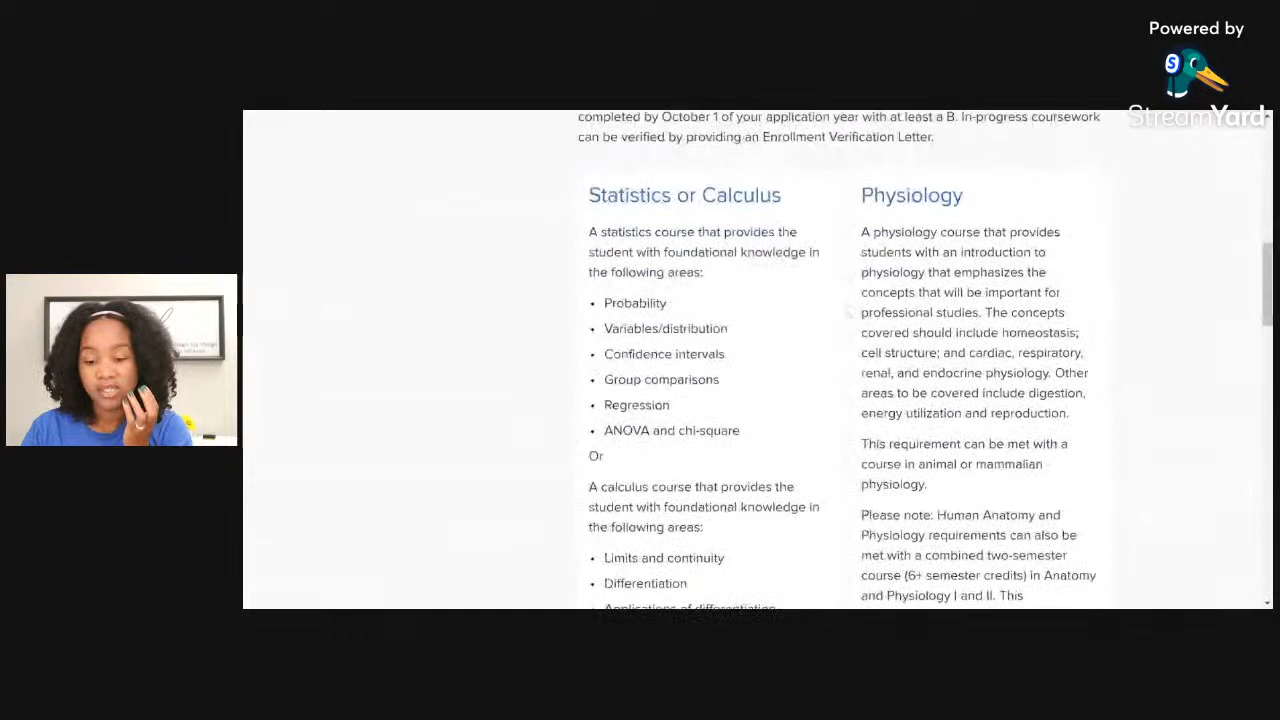 Powered by
StreamYard
completed by October 1 of your application year with at least a B. In-progress coursework
can be verified by providing an Enrollment Verification Letter.
Statistics or Calculus
A statistics course that provides the
student with foundational knowledge in
the following areas:
• Probability
• Variables/distribution
• Confidence intervals
• Group comparisons
• Regression
• ANOVA and chi-square
Or
A calculus course that provides the
student with foundational knowledge in
the following areas:
• Limits and continuity
• Differentiation
• Applications of differentiation
Physiology
A physiology course that provides
students with an introduction to
physiology that emphasizes the
concepts that will be important for
professional studies. The concepts
covered should include homeostasis;
cell structure; and cardiac, respiratory,
renal, and endocrine physiology. Other
areas to be covered include digestion,
energy utilization and reproduction.
This requirement can be met with a
course in animal or mammalian
physiology.
Please note: Human Anatomy and
Physiology requirements can also be
met with a combined two-semester
course (6+ semester credits) in Anatomy
and Physiology I and II. This